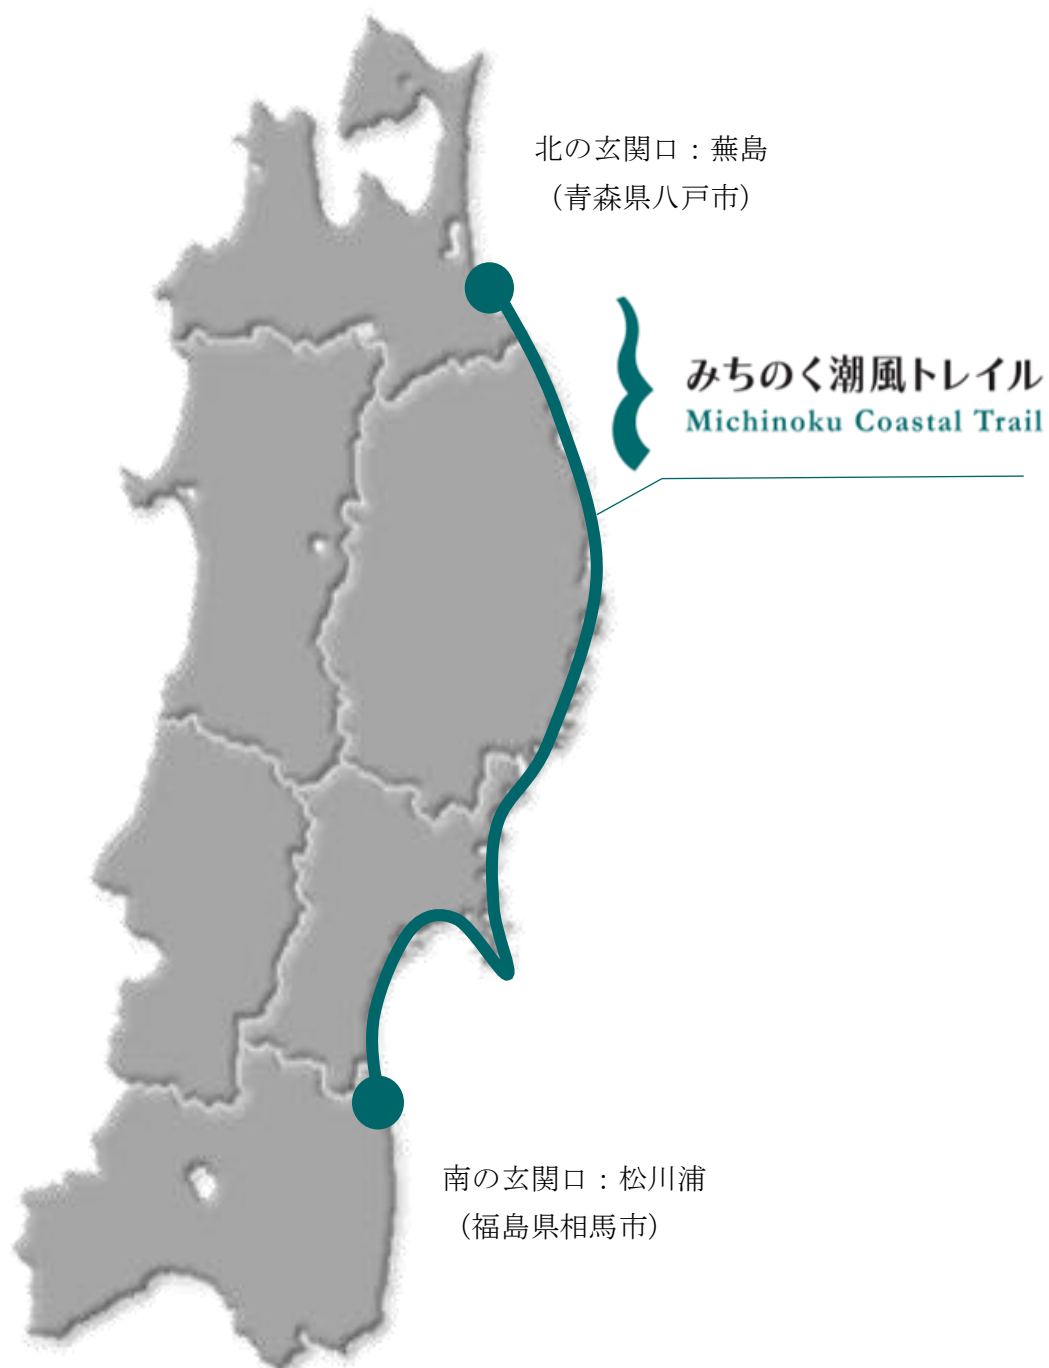 北の玄関口：蕪島
（青森県八戸市）
みちのく潮風トレイル
Michinoku Coastal Trail
南の玄関口：松川浦
（福島県相馬市）